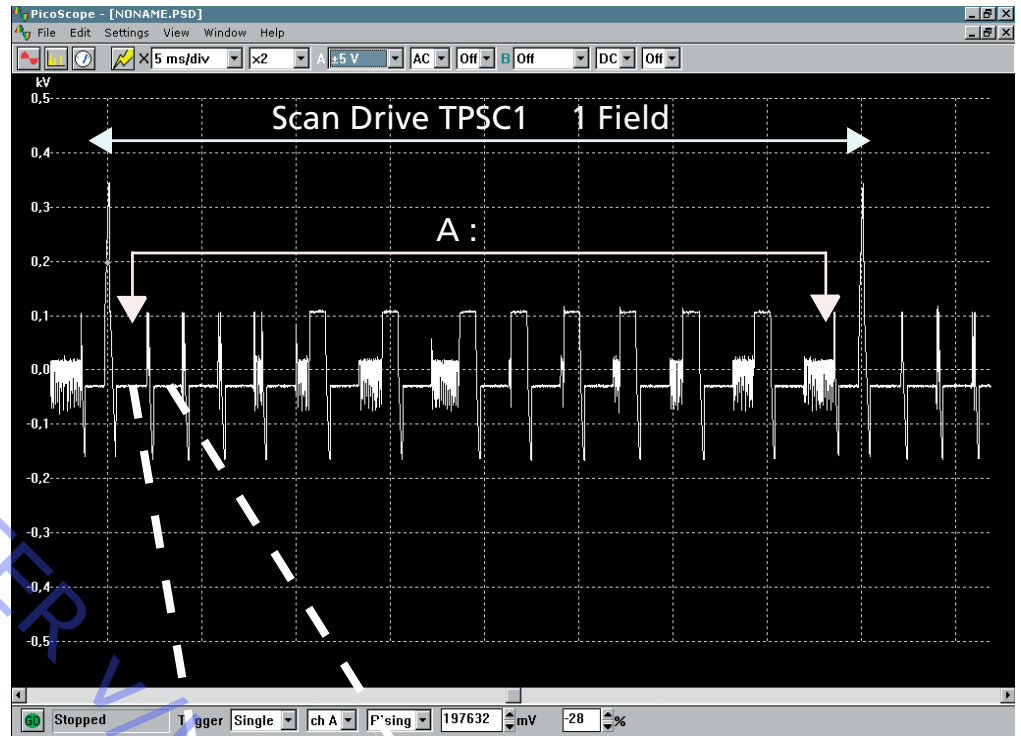 PicoScope - [NONAME.PSD]
File Edit Settings View Window Help
X 5 ms/div x2 A ±5 V AC Off B Off DC Off
kV
0,5
Scan Drive TPSC1 1 Field
0,4
0,3
A :
0,2
0,1
0,0
-0,1
-0,2
-0,3
-0,4
-0,5
GO Stopped Single ch A 197632 mV -28 %